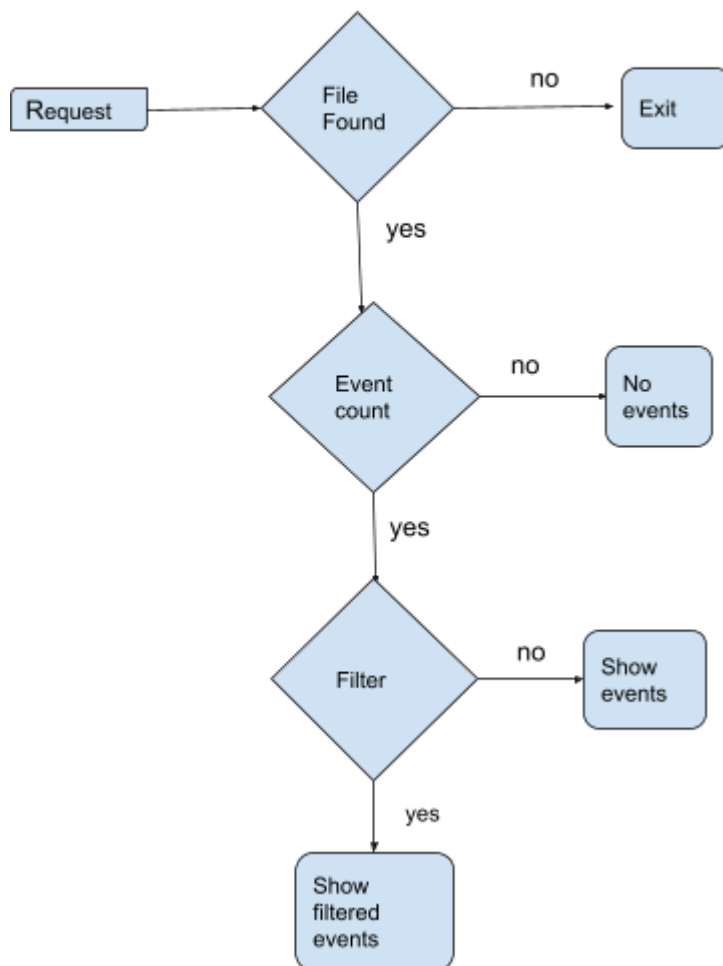 Request
File
Found
no
Exit
yes
Event
count
no
No
events
yes
Filter
no
Show
events
yes
Show
filtered
events